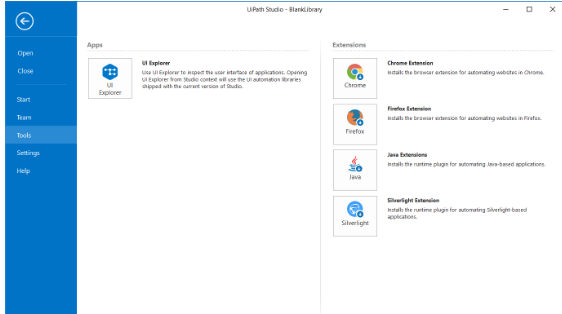 UiPath Studio - BlankLibrary
Open
Close
Start
Team
Tools
Settings
Help
Apps
UI
Explorer
UI Explorer
Use UI Explorer to inspect the user interface of applications. Opening
UI Explorer from Studio context will use the UI automation libraries
shipped with the current version of Studio.
Extensions
Chrome
Chrome Extension
Installs the browser extension for automating websites in Chrome.
Firefox
Firefox Extension
Installs the browser extension for automating websites in Firefox.
Java
Java Extensions
Installs the runtime plugin for automating Java-based applications.
Silverlight
Silverlight Extension
Installs the runtime plugin for automating Silverlight-based
applications.